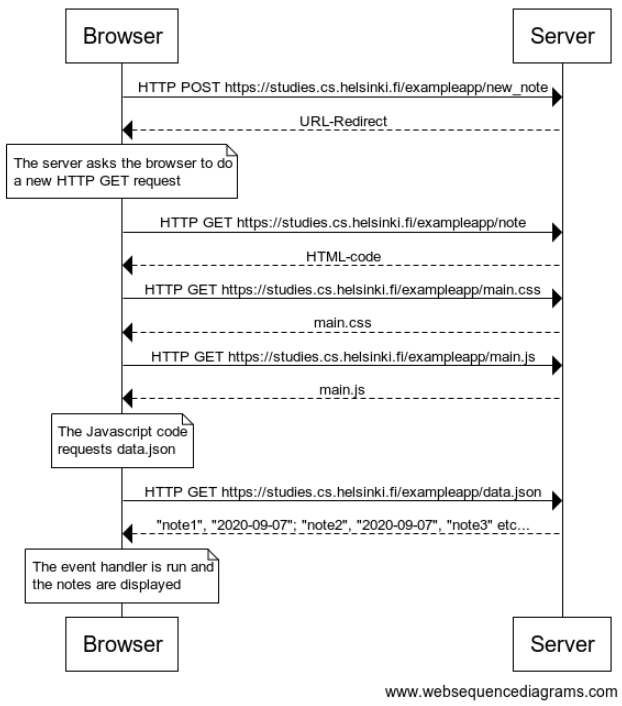 Browser
Server
HTTP POST https://studies.cs.helsinki.fi/exampleapp/new_note
URL-Redirect
The server asks the browser to do
a new HTTP GET request
HTTP GET https://studies.cs.helsinki.fi/exampleapp/note
HTML-code
HTTP GET https://studies.cs.helsinki.fi/exampleapp/main.css
main.css
HTTP GET https://studies.cs.helsinki.fi/exampleapp/main.js
main.js
The Javascript code
requests data.json
HTTP GET https://studies.cs.helsinki.fi/exampleapp/data.json
"note1", "2020-09-07"; "note2", "2020-09-07", "note3" etc...
The event handler is run and
the notes are displayed
Browser
Server
www.websequencediagrams.com